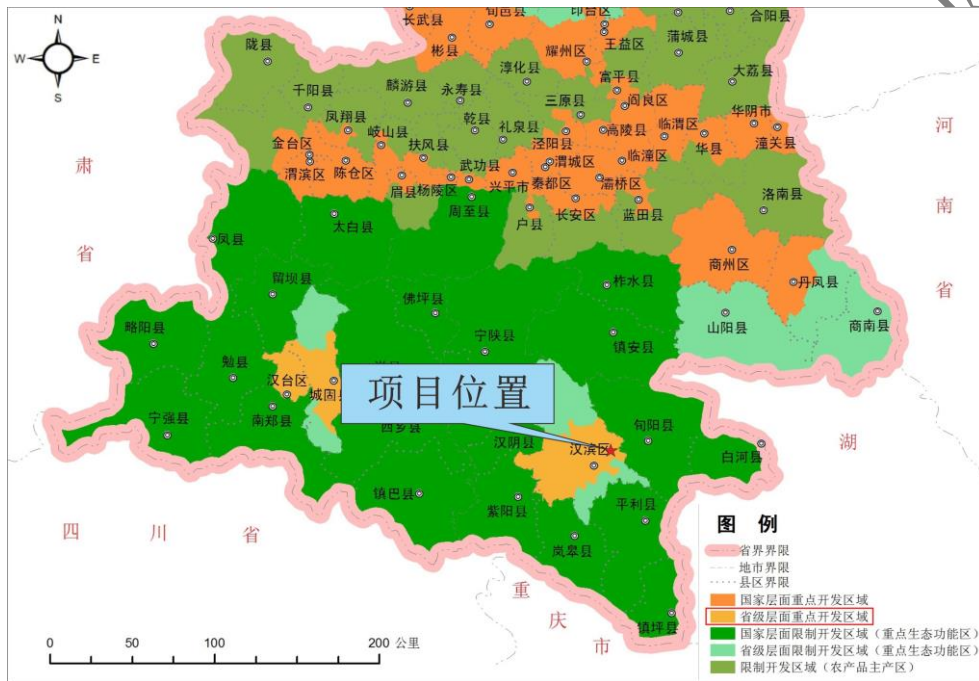 N
W
E
S
长武县
旬邑县
印台区
合阳县
彬县
耀州区
王益区
蒲城县
陇县
淳化县
富平县
大荔县
千阳县
麟游县
永寿县
三原县
阎良区
凤翔县
乾县
礼泉县
高陵县
临渭区
华阴市
金台区
岐山县
扶风县
泾阳县
华县
潼关县
渭滨区
陈仓区
武功县
渭城区
临潼区
眉县
杨陵区
兴平市
秦都区
灞桥区
周至县
户县
长安区
蓝田县
洛南县
太白县
凤县
商州区
丹凤县
留坝县
佛坪县
柞水县
山阳县
商南县
略阳县
宁陕县
镇安县
勉县
汉台区
城固县
项目位置
宁强县
南郑县
西乡县
汉阴县
汉滨区
旬阳县
白河县
镇巴县
紫阳县
平利县
岚皋县
镇坪县
肃
省
河
南
省
湖
四川省
重
庆
市
0 50 100 200 公里
图 例
省界界限
地市界限
县区界限
国家层面重点开发区域
省级层面重点开发区域
国家层面限制开发区域（重点生态功能区）
省级层面限制开发区域（重点生态功能区）
限制开发区域（农产品主产区）